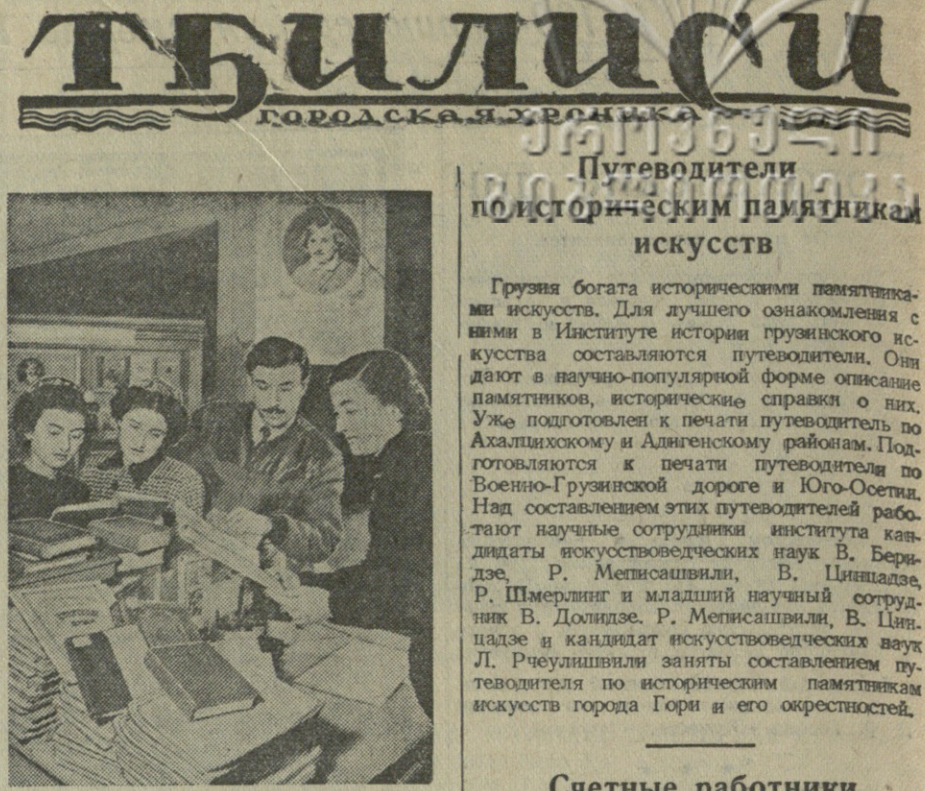 ТБИЛИСИ
ГОРОДСКАЯ ХРОНИКА
Путеводители
по историческим памятникам
искусств
Грузия богата историческими памятника-
ми искусств. Для лучшего ознакомления с
ними в Институте истории грузинского ис-
кусства составляются путеводители. Они
дают в научно-популярной форме описание
памятников, исторические справки о них.
Уже подготовлен к печати путеводитель по
Ахалцихскому и Адигенскому районам. Под-
готовляются к печати путеводители по
Военно-Грузинской дороге и Юго-Осетии.
Над составлением этих путеводителей рабо-
тают научные сотрудники института кан-
дидаты искусствоведческих наук В. Бери-
дзе, Р. Меписашвили, В. Цинцадзе,
Р. Шмерлинг и младший научный сотруд-
ник В. Долидзе. Р. Меписашвили, В. Цин-
цадзе и кандидат искусствоведческих наук
Л. Рчеулишвили заняты составлением пу-
теводителя по историческим памятникам
искусств города Гори и его окрестностей.
Счетные работники